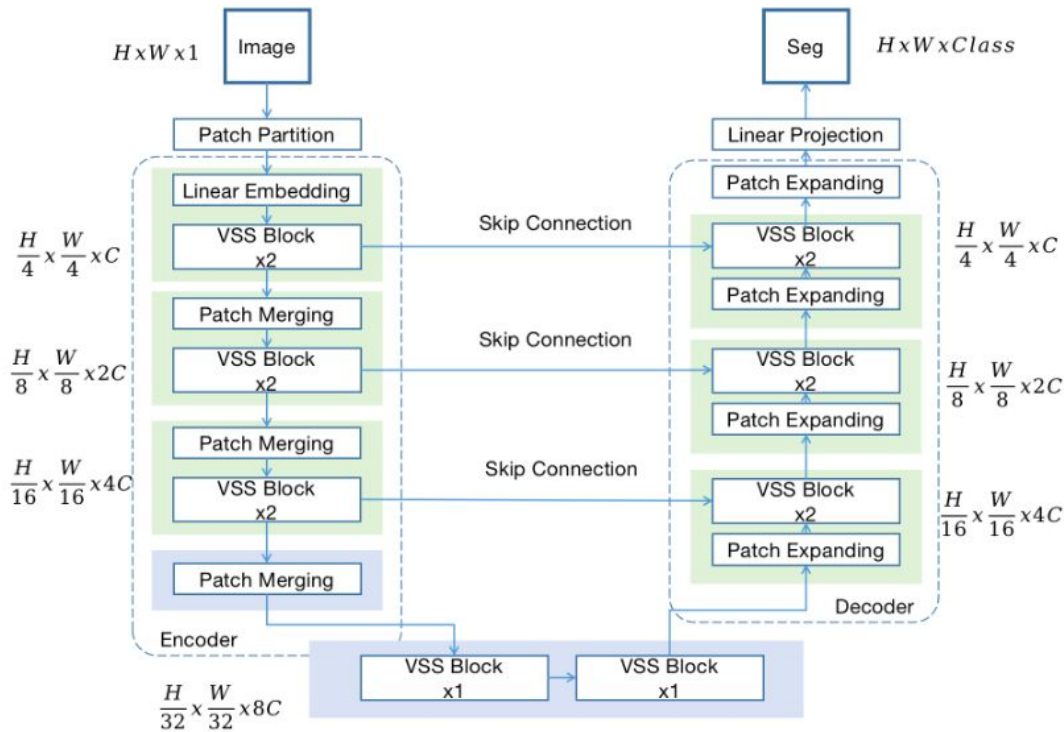 H x W x 1
Image
Patch Partition
Linear Embedding
H/4 x W/4 x C
VSS Block
x2
Patch Merging
H/8 x W/8 x 2C
VSS Block
x2
Patch Merging
H/16 x W/16 x 4C
VSS Block
x2
Patch Merging
Encoder
H/32 x W/32 x 8C
VSS Block
x1
VSS Block
x1
Skip Connection
Skip Connection
Skip Connection
Seg
H x W x Class
Linear Projection
Patch Expanding
VSS Block
x2
H/4 x W/4 x C
Patch Expanding
VSS Block
x2
H/8 x W/8 x 2C
Patch Expanding
VSS Block
x2
H/16 x W/16 x 4C
Patch Expanding
Decoder